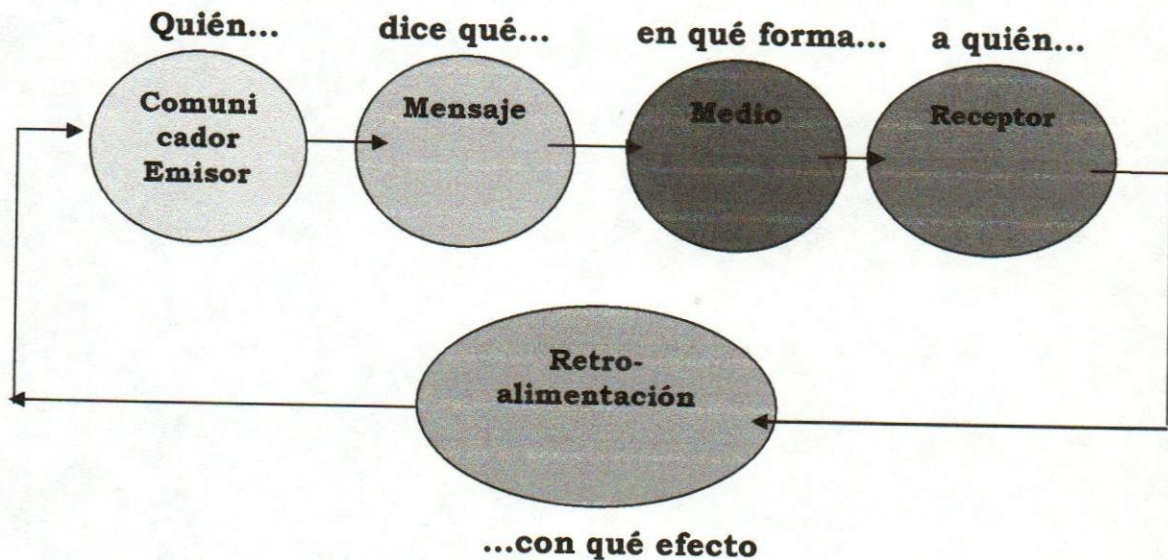 Quién... dice qué... en qué forma... a quién...
Comuni
cador
Emisor
Mensaje
Medio
Receptor
Retro-
alimentación
...con qué efecto